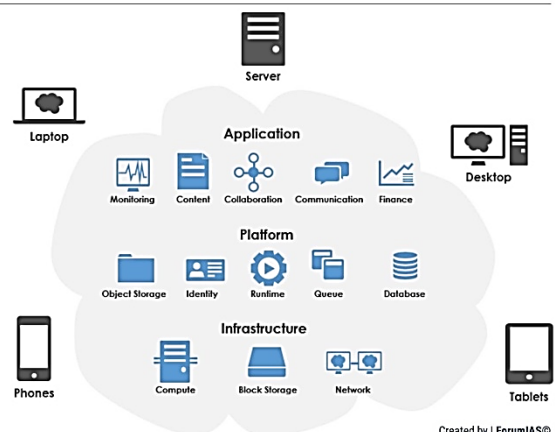 Server
Laptop
Application
Desktop
Monitoring Content Collaboration Communication Finance
Platform
Object Storage Identity Runtime Queue Database
Infrastructure
Compute Block Storage Network
Phones
Tablets
Created by | ForumIAS©